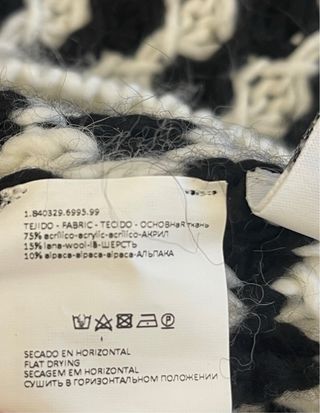 1.840329.6995.99
TEJIDO - FABRIC - TECIDO - ОСНОВНаЯ ткань
75% acrílico-acrylic-acrílico-АКРИЛ
15% lana-wool-lã-ШЕРСТЬ
10% alpaca-alpaca-alpaca-АЛЬПАКА
SECADO EN HORIZONTAL
FLAT DRYING
SECAGEM EM HORIZONTAL
СУШИТЬ В ГОРИЗОНТАЛЬНОМ ПОЛОЖЕНИИ